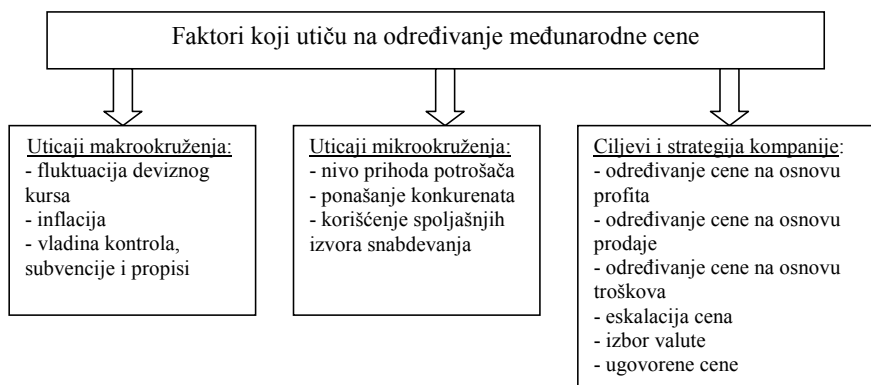 Faktori koji utiču na određivanje međunarodne cene
Uticaji makrookruženja:
- fluktuacija deviznog
kursa
- inflacija
- vladina kontrola,
subvencije i propisi
Uticaji mikrookruženja:
- nivo prihoda potrošača
- ponašanje konkurenata
- korišćenje spoljašnjih
izvora snabdevanja
Ciljevi i strategija kompanije:
- određivanje cene na osnovu
profita
- određivanje cene na osnovu
prodaje
- određivanje cene na osnovu
troškova
- eskalacija cena
- izbor valute
- ugovorene cene